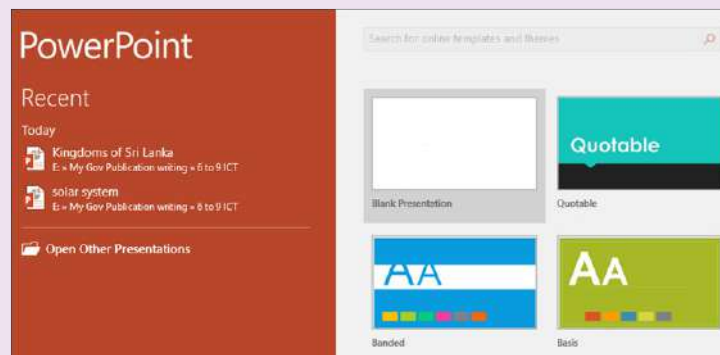 PowerPoint
Recent
Today
Kingdoms of Sri Lanka
E: » My Gov Publication writing » 6 to 9 ICT
solar system
E: » My Gov Publication writing » 6 to 9 ICT
Open Other Presentations
Search for online templates and themes
Blank Presentation
Quotable
Quotable
AA
Banded
AA
Basis